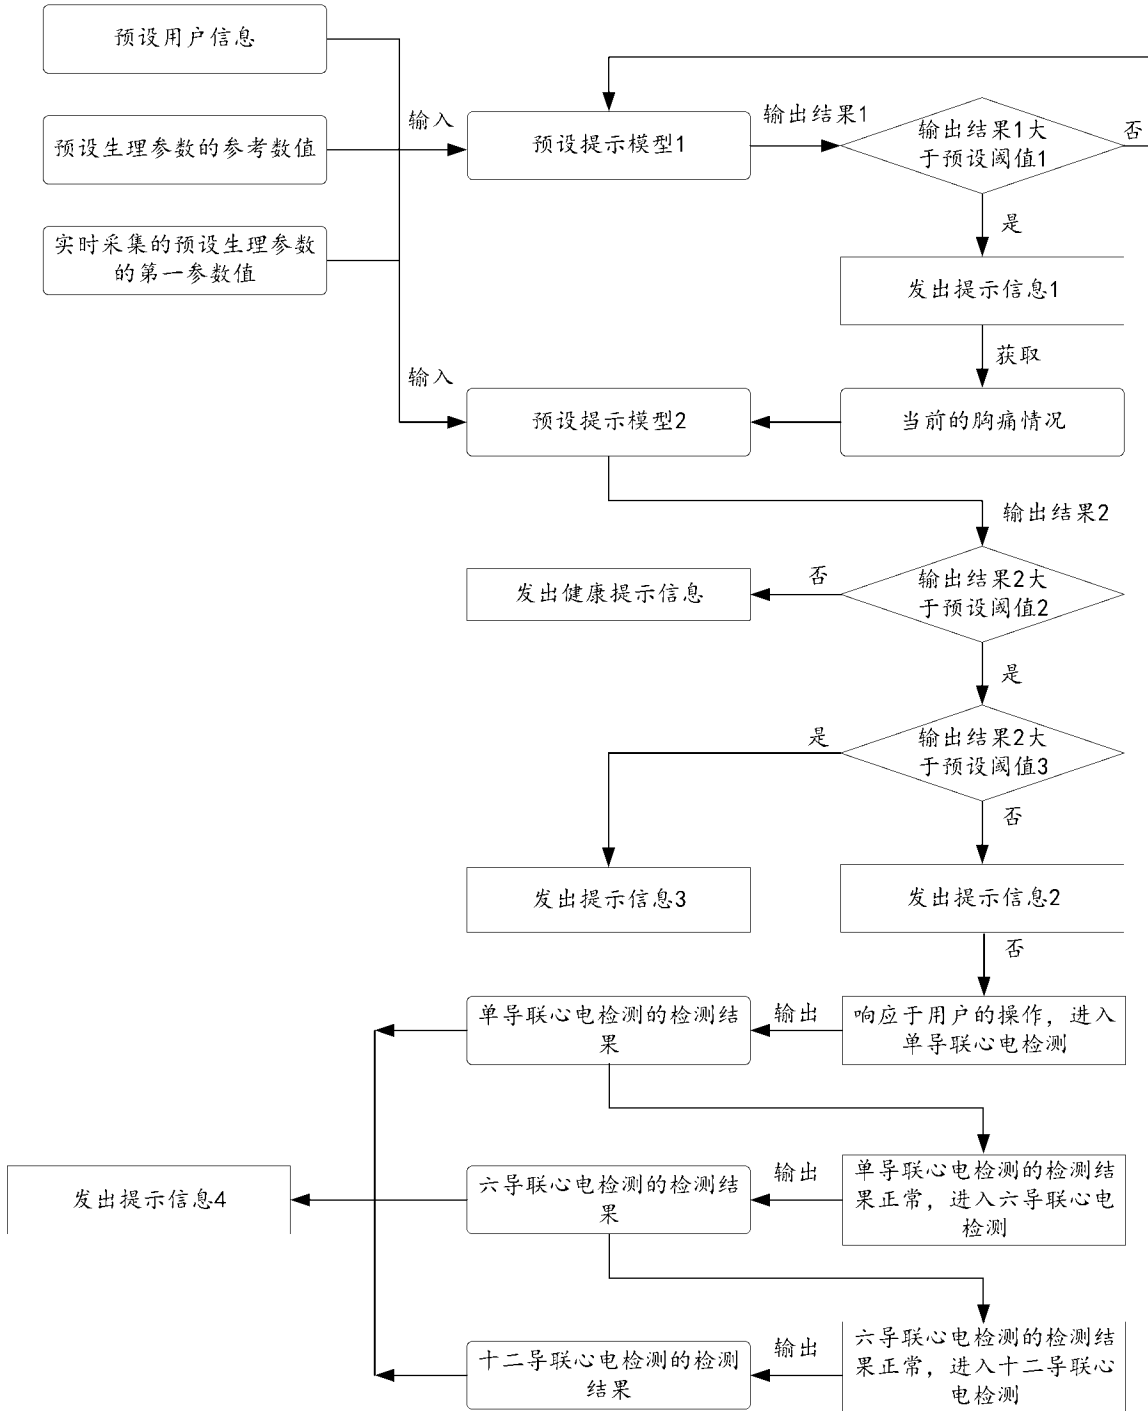 预设用户信息
预设生理参数的参考数值
实时采集的预设生理参数
的第一参数值
输入
预设提示模型1
输出结果1
输出结果1大
于预设阈值1
否
是
发出提示信息1
获取
输入
预设提示模型2
当前的胸痛情况
输出结果2
输出结果2大
于预设阈值2
否
发出健康提示信息
是
输出结果2大
于预设阈值3
是
否
发出提示信息3
发出提示信息2
否
响应于用户的操作，进入
单导联心电检测
输出
单导联心电检测的检测结
果
单导联心电检测的检测结
果正常，进入六导联心电
检测
输出
六导联心电检测的检测结
果
发出提示信息4
六导联心电检测的检测结
果正常，进入十二导联心
电检测
输出
十二导联心电检测的检测
结果